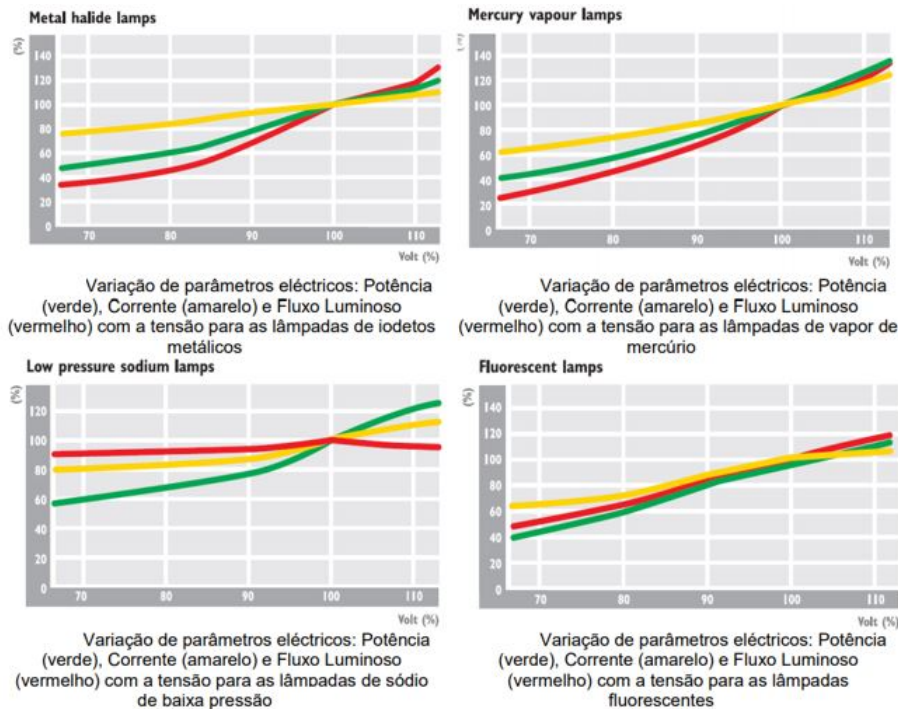 Metal halide lamps
(%)
140
120
100
80
60
40
20
0
70
80
90
100
110
Volt (%)
Variação de parâmetros eléctricos: Potência
(verde), Corrente (amarelo) e Fluxo Luminoso
(vermelho) com a tensão para as lâmpadas de iodetos
metálicos
Mercury vapour lamps
(%)
140
120
100
80
60
40
20
0
70
80
90
100
110
Volt (%)
Variação de parâmetros eléctricos: Potência
(verde), Corrente (amarelo) e Fluxo Luminoso
(vermelho) com a tensão para as lâmpadas de vapor de
mercúrio
Low pressure sodium lamps
(%)
120
100
80
60
40
20
0
70
80
90
100
110
Volt (%)
Variação de parâmetros eléctricos: Potência
(verde), Corrente (amarelo) e Fluxo Luminoso
(vermelho) com a tensão para as lâmpadas de sódio
de baixa pressão
Fluorescent lamps
(%)
140
120
100
80
60
40
20
0
70
80
90
100
110
Volt (%)
Variação de parâmetros eléctricos: Potência
(verde), Corrente (amarelo) e Fluxo Luminoso
(vermelho) com a tensão para as lâmpadas
fluorescentes